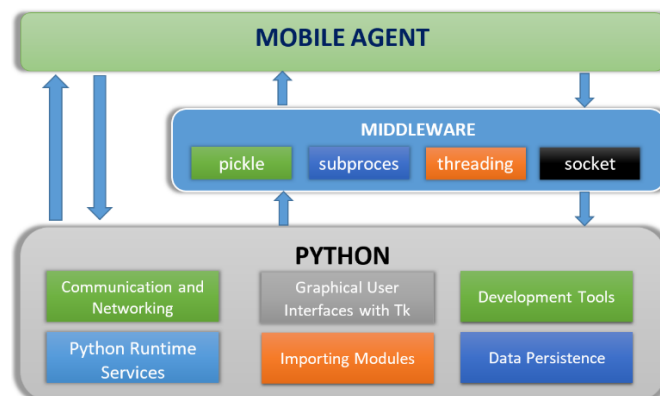 MOBILE AGENT
MIDDLEWARE
pickle
subproces
threading
socket
PYTHON
Communication and
Networking
Graphical User
Interfaces with Tk
Development Tools
Python Runtime
Services
Importing Modules
Data Persistence